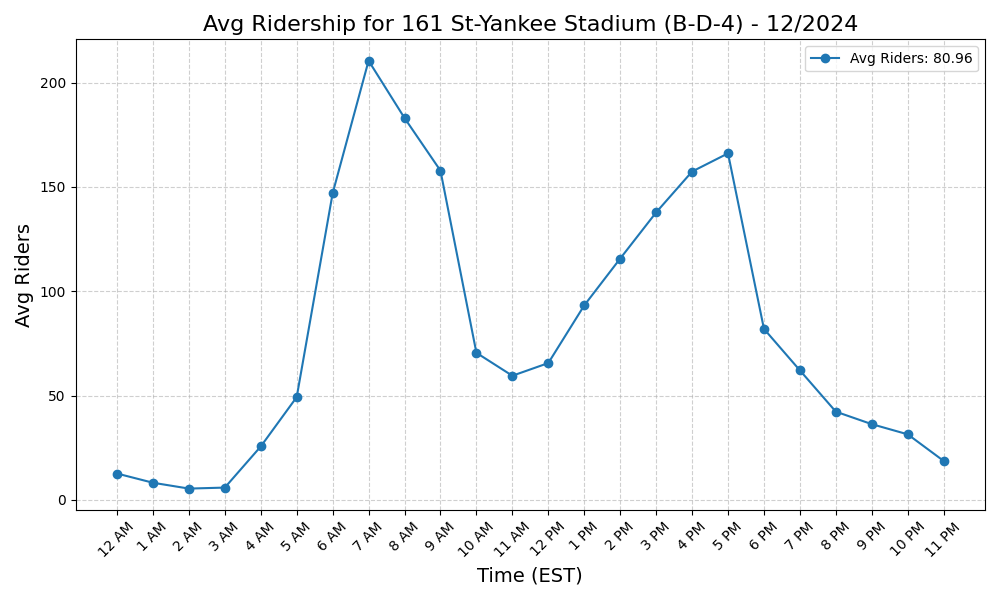 Avg Ridership for 161 St-Yankee Stadium (B-D-4) - 12/2024
Avg Riders: 80.96
Avg Riders
200
150
100
50
0
12 AM
1 AM
2 AM
3 AM
4 AM
5 AM
6 AM
7 AM
8 AM
9 AM
10 AM
11 AM
12 PM
1 PM
2 PM
3 PM
4 PM
5 PM
6 PM
7 PM
8 PM
9 PM
10 PM
11 PM
Time (EST)